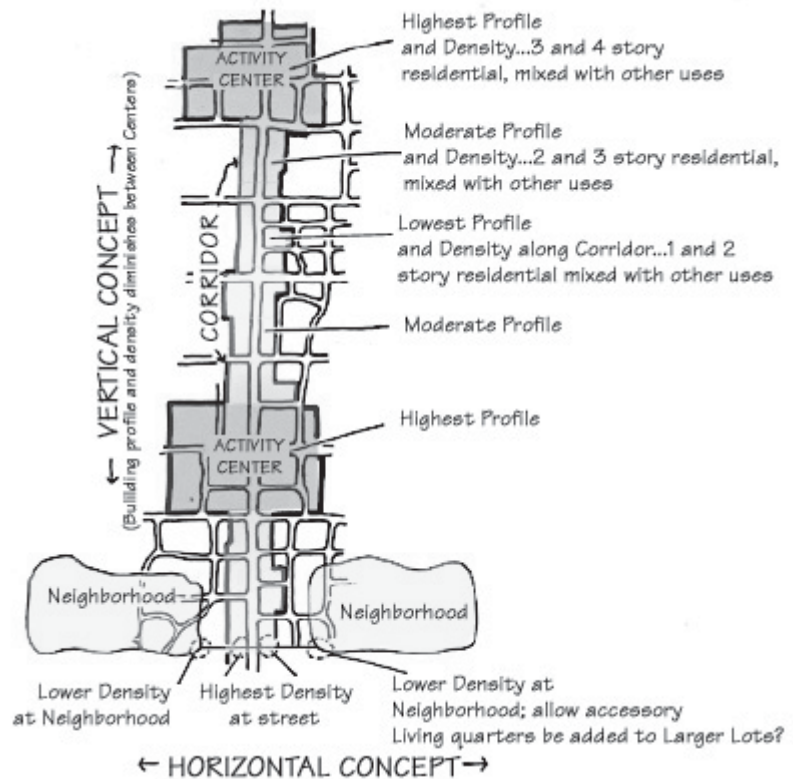 Highest Profile
and Density...3 and 4 story
residential, mixed with other uses
ACTIVITY
CENTER
Moderate Profile
and Density...2 and 3 story residential,
mixed with other uses
Lowest Profile
and Density along Corridor...1 and 2
story residential mixed with other uses
CORRIDOR
← VERTICAL CONCEPT →
(Buillding profile and density diminishes between Centers)
Moderate Profile
Highest Profile
ACTIVITY
CENTER
Neighborhood
Neighborhood
Lower Density
at Neighborhood
Highest Density
at street
Lower Density at
Neighborhood; allow accessory
Living quarters be added to Larger Lots?
← HORIZONTAL CONCEPT →